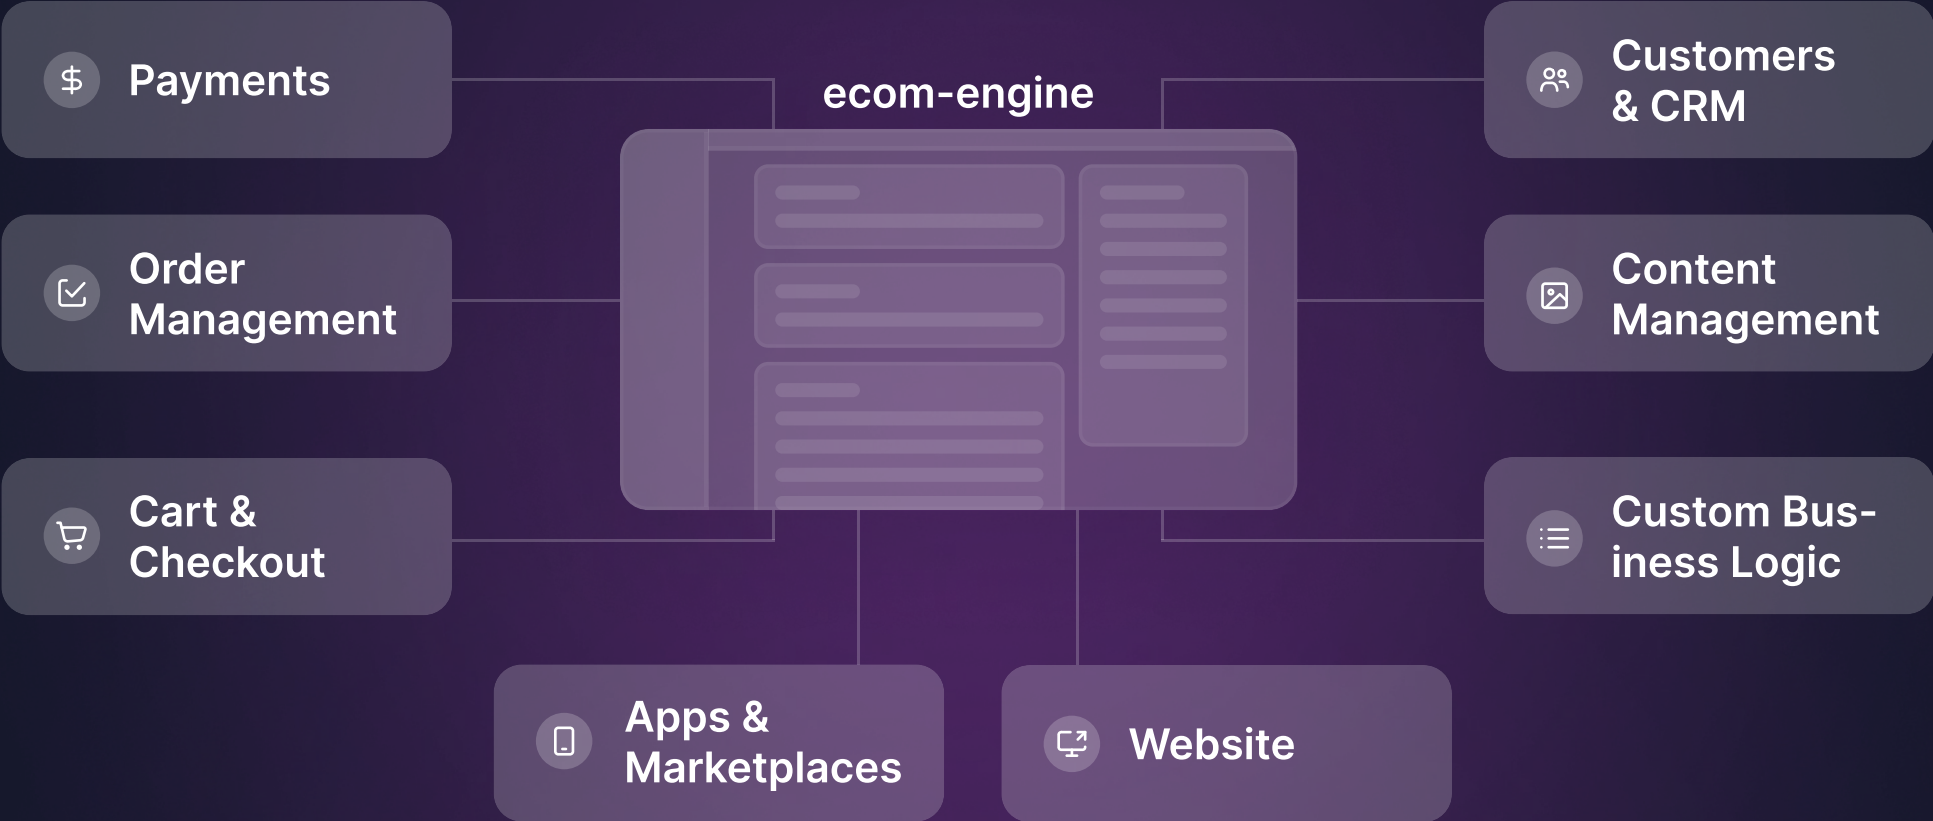 Payments
ecom-engine
Customers
& CRM
Order
Management
Content
Management
Cart &
Checkout
Custom Bus-
iness Logic
Apps &
Marketplaces
Website